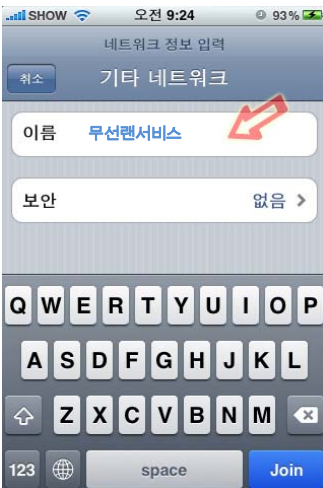 SHOW 오전 9:24 93%
네트워크 정보 입력
취소 기타 네트워크
이름 무선랜서비스
보안 없음
Q W E R T Y U I O P
A S D F G H J K L
Z X C V B N M
123 space Join